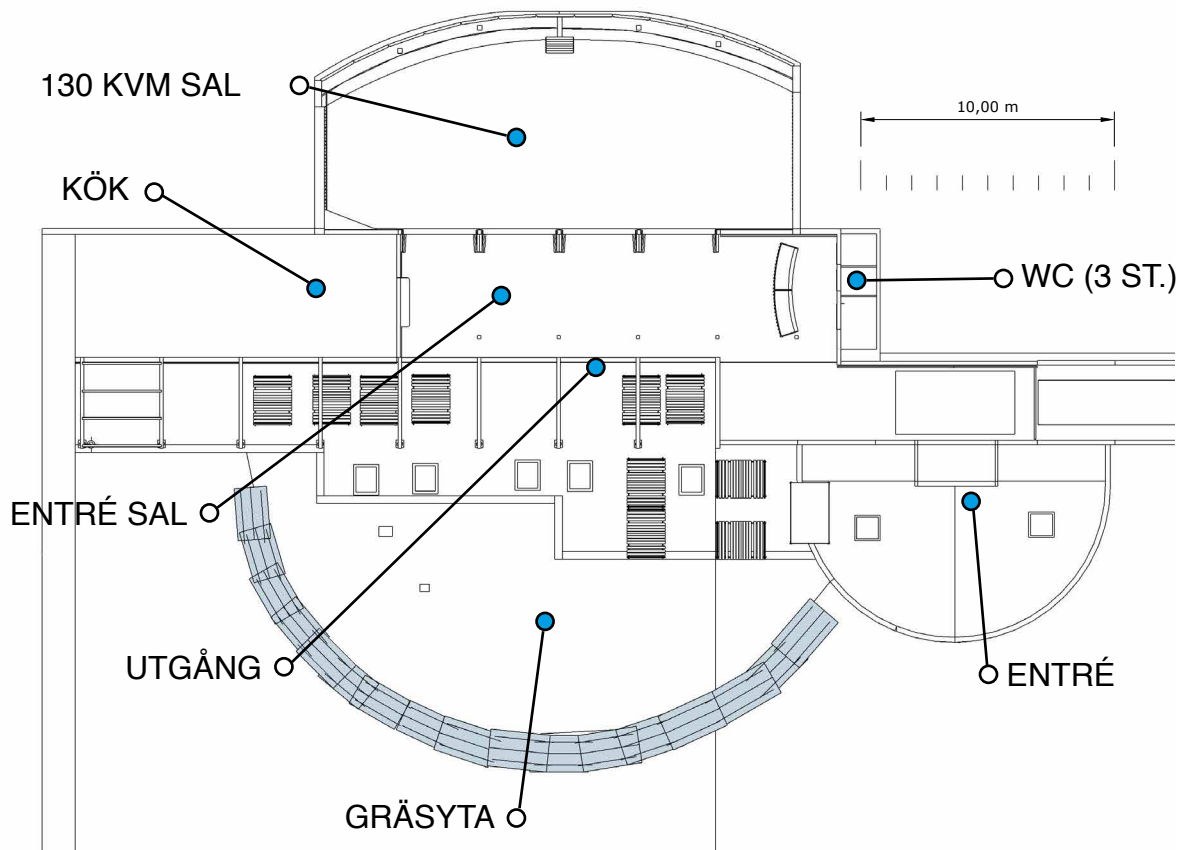 130 KVM SAL
10,00 m
KÖK
WC (3 ST.)
ENTRÉ SAL
UTGÅNG
ENTRÉ
GRÄSYTA